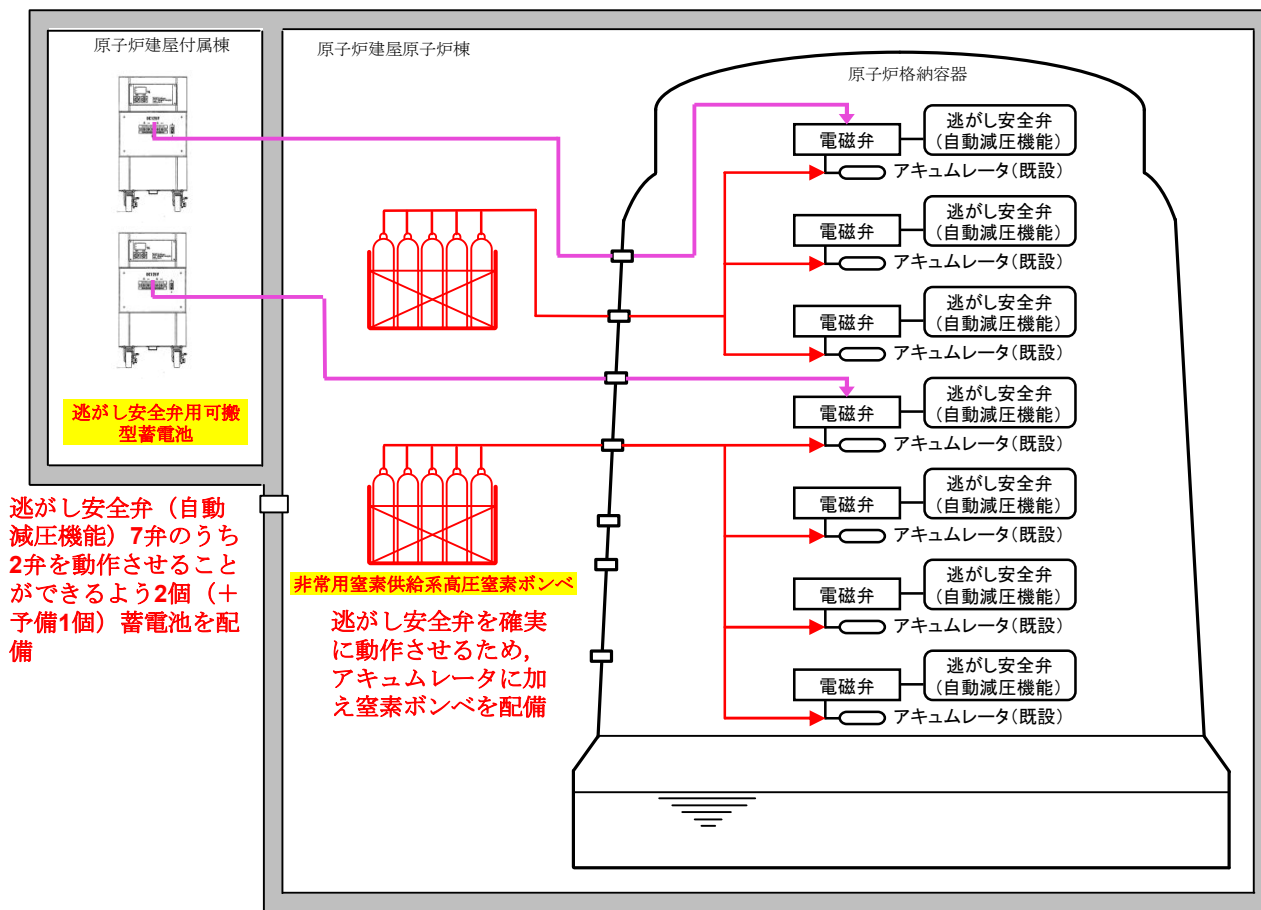 原子炉建屋付属棟
原子炉建屋原子炉棟
原子炉格納容器
逃がし安全弁用可搬
型蓄電池
逃がし安全弁（自動
減圧機能）7弁のうち
2弁を動作させること
ができるよう2個（＋
予備1個）蓄電池を配
備
非常用窒素供給系高圧窒素ボンベ
逃がし安全弁を確実
に動作させるため，
アキュムレータに加
え窒素ボンベを配備
電磁弁
逃がし安全弁
（自動減圧機能）
アキュムレータ（既設）
電磁弁
逃がし安全弁
（自動減圧機能）
アキュムレータ（既設）
電磁弁
逃がし安全弁
（自動減圧機能）
アキュムレータ（既設）
電磁弁
逃がし安全弁
（自動減圧機能）
アキュムレータ（既設）
電磁弁
逃がし安全弁
（自動減圧機能）
アキュムレータ（既設）
電磁弁
逃がし安全弁
（自動減圧機能）
アキュムレータ（既設）
電磁弁
逃がし安全弁
（自動減圧機能）
アキュムレータ（既設）